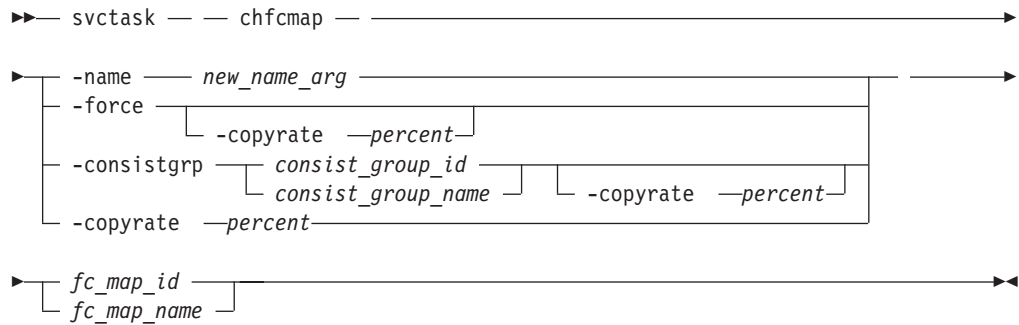 svctask chfcmap
-name new_name_arg
-force
-copyrate percent
-consistgrp consist_group_id
consist_group_name -copyrate percent
-copyrate percent
fc_map_id
fc_map_name